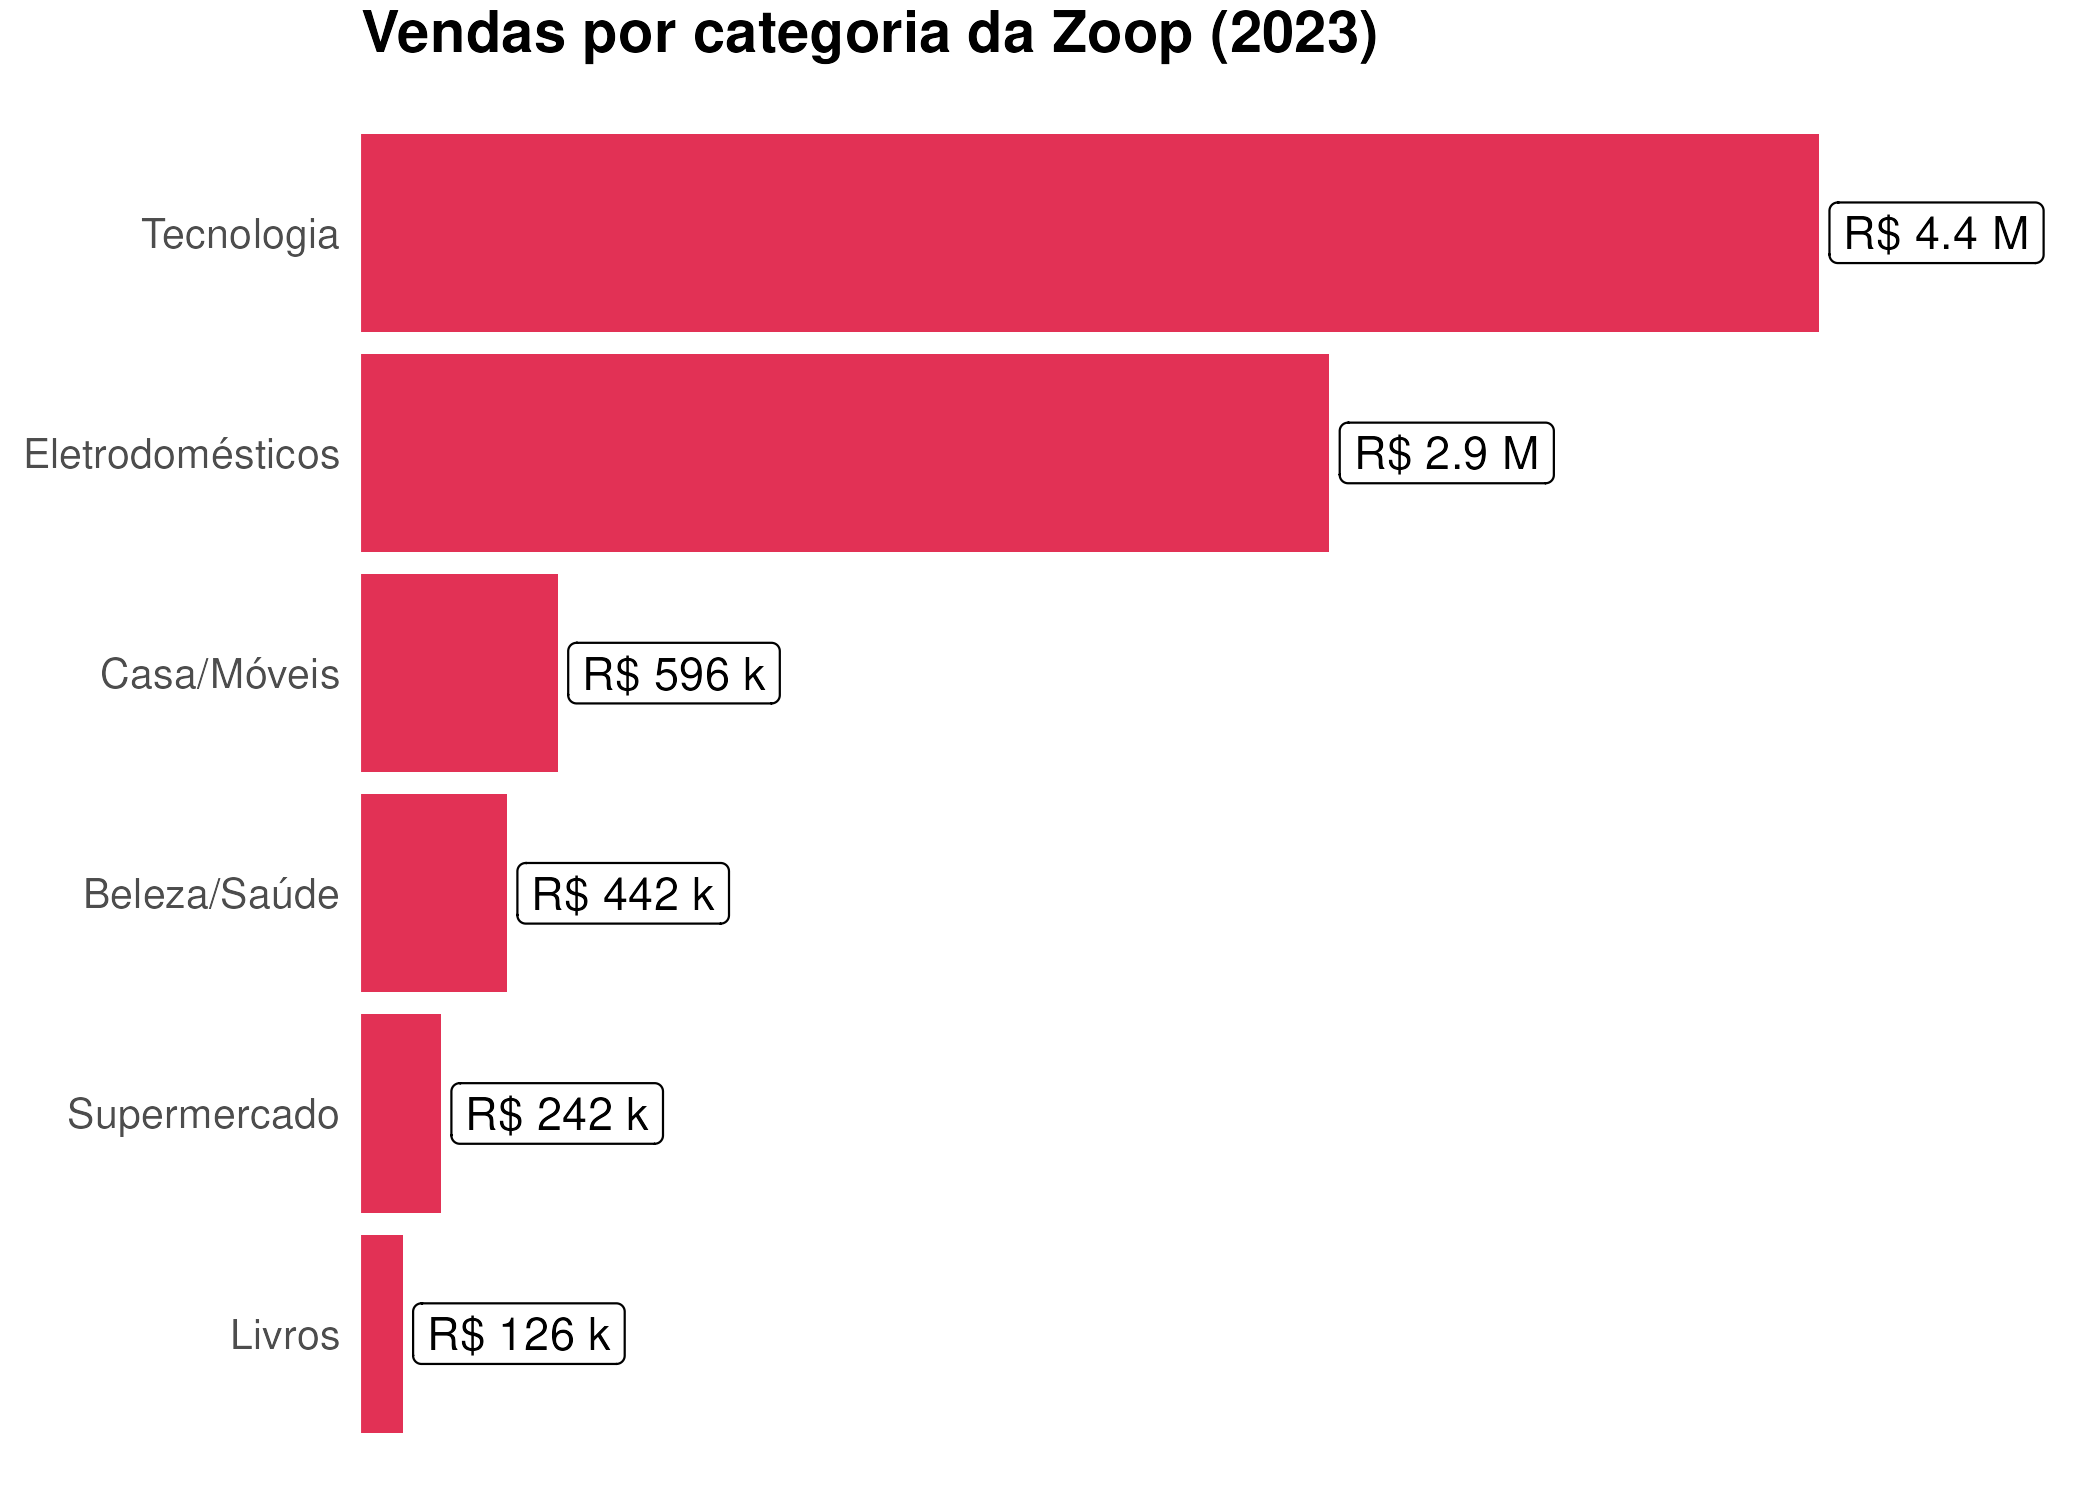 Vendas por categoria da Zoop (2023)
Tecnologia
R$ 4.4 M
Eletrodomésticos
R$ 2.9 M
Casa/Móveis
R$ 596 k
Beleza/Saúde
R$ 442 k
Supermercado
R$ 242 k
Livros
R$ 126 k